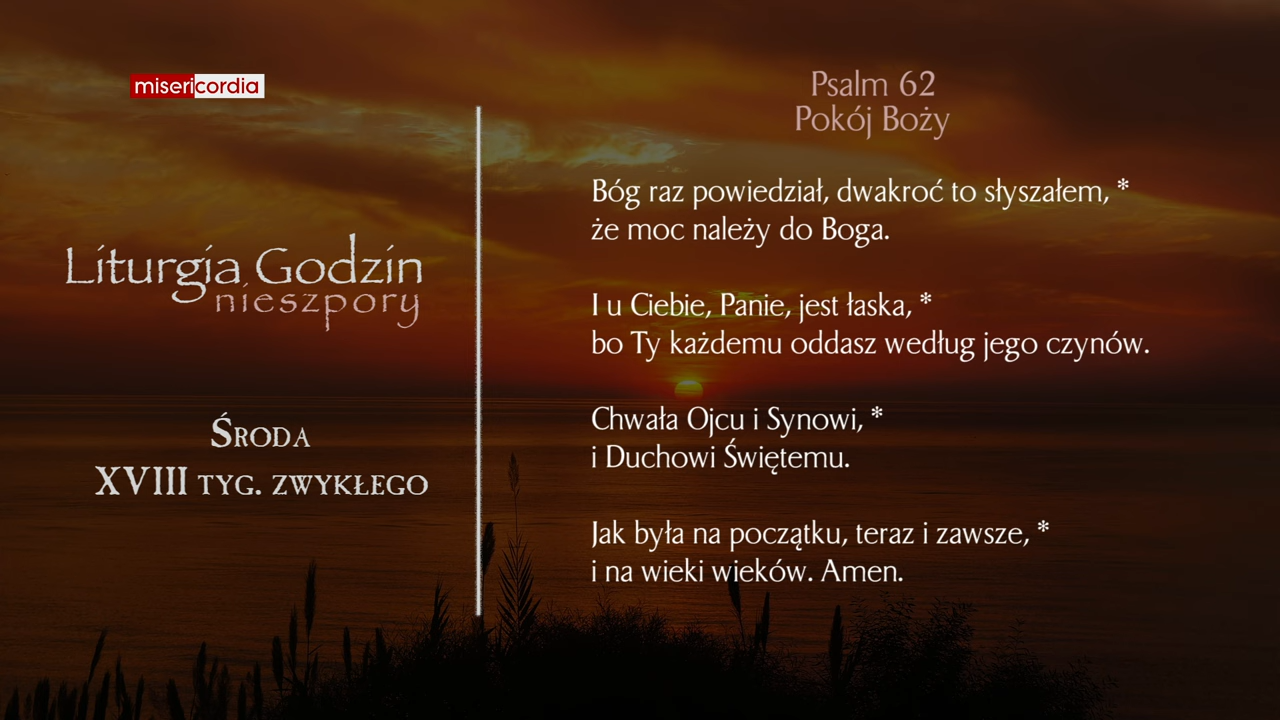 misericordia
Liturgia Godzin
nieszpory
Środa
XVIII tyg. zwykłego
Psalm 62
Pokój Boży
Bóg raz powiedział, dwakroć to słyszałem, *
że moc należy do Boga.
I u Ciebie, Panie, jest łaska, *
bo Ty każdemu oddasz według jego czynów.
Chwała Ojcu i Synowi, *
i Duchowi Świętemu.
Jak była na początku, teraz i zawsze, *
i na wieki wieków. Amen.